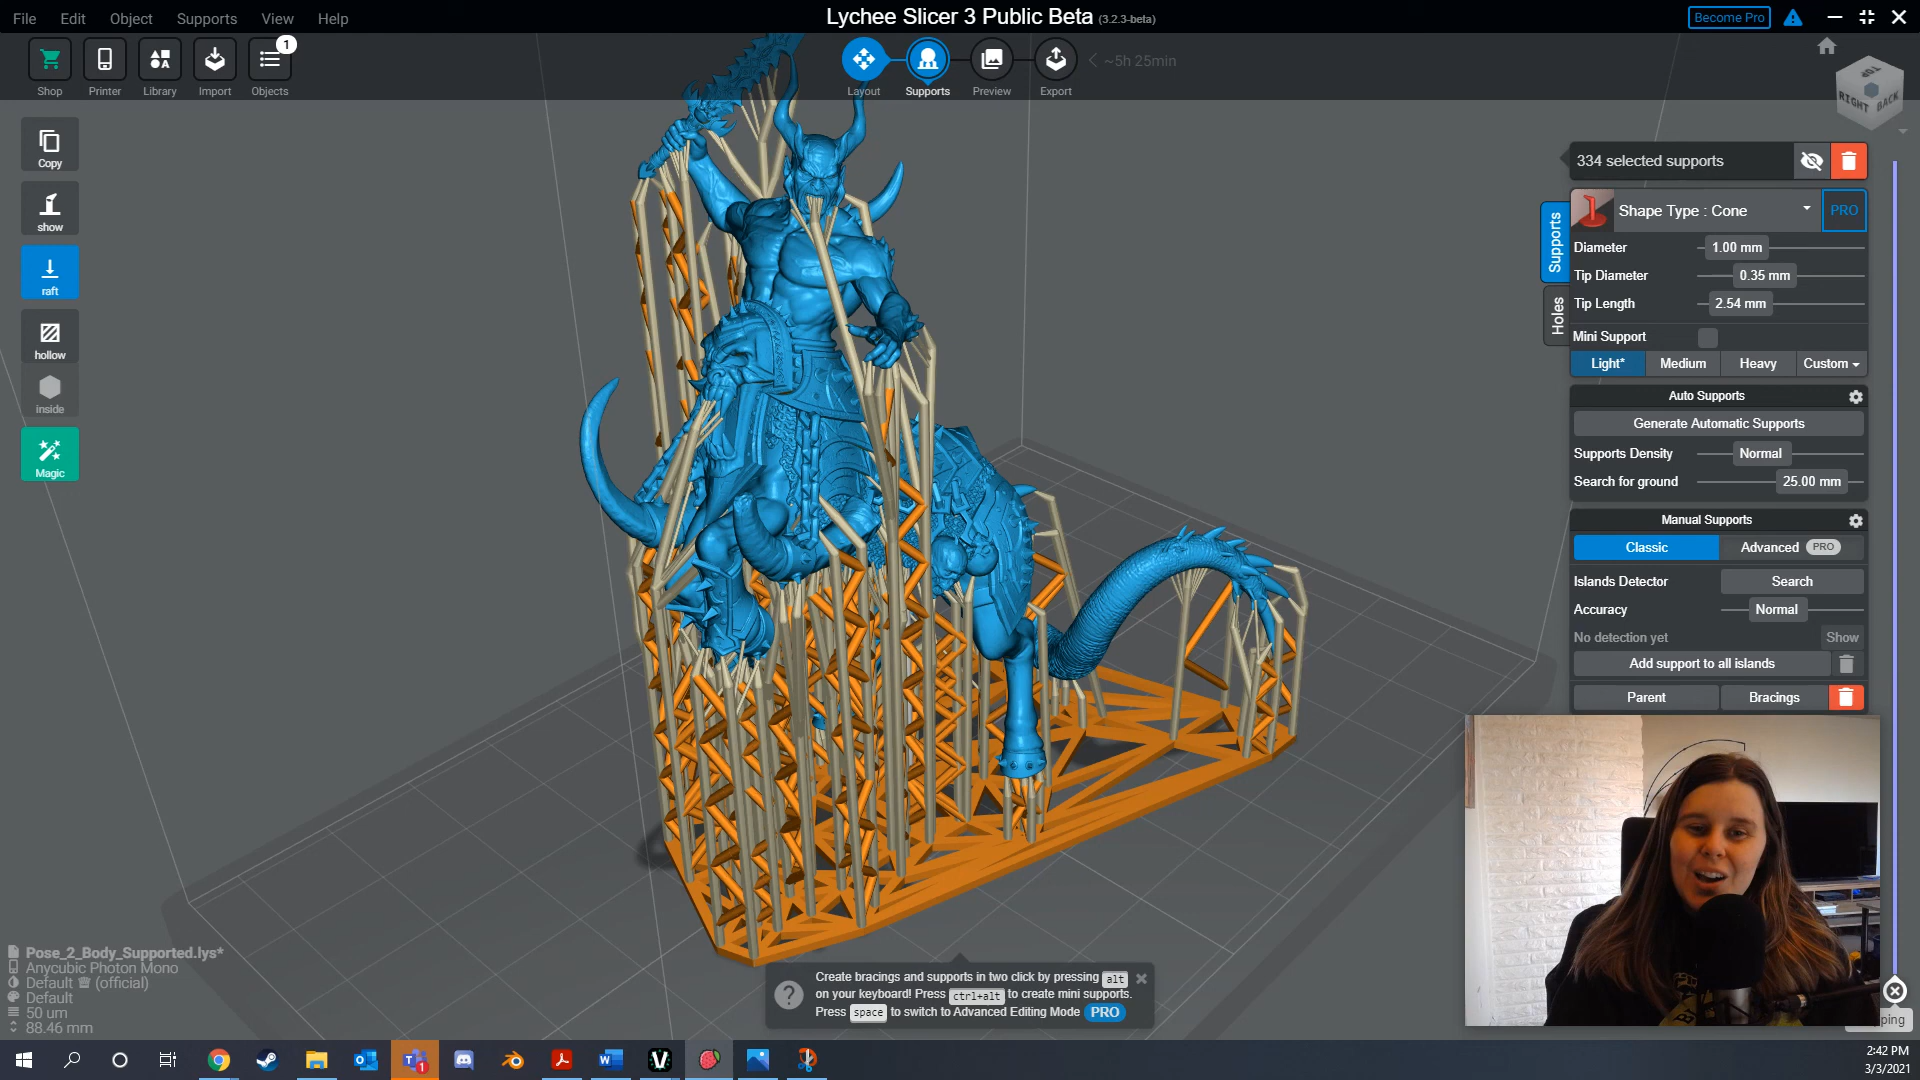 File Edit Object Supports View Help
Lychee Slicer 3 Public Beta (3.2.3-beta)
Become Pro
1
Shop Printer Library Import Objects
Layout Supports Preview Export
~5h 25min
TOP
RIGHT BACK
Copy
show
raft
hollow
inside
Magic
334 selected supports
Supports
Holes
Shape Type : Cone
PRO
Diameter 1.00 mm
Tip Diameter 0.35 mm
Tip Length 2.54 mm
Mini Support
Light* Medium Heavy Custom
Auto Supports
Generate Automatic Supports
Supports Density Normal
Search for ground 25.00 mm
Manual Supports
Classic Advanced PRO
Islands Detector Search
Accuracy Normal
No detection yet Show
Add support to all islands
Parent Bracings
Pose_2_Body_Supported.lys*
Anycubic Photon Mono
Default (official)
Default
50 um
88.46 mm
Create bracings and supports in two click by pressing alt
on your keyboard! Press ctrl+alt to create mini supports.
Press space to switch to Advanced Editing Mode PRO
2:42 PM
3/3/2021